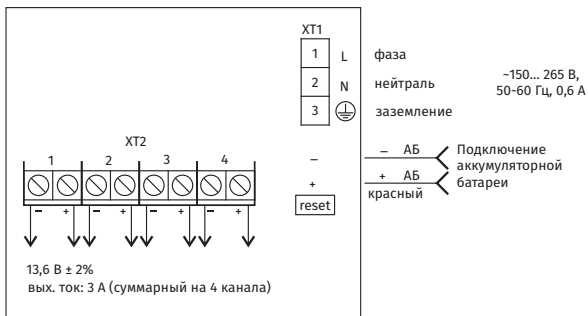 XT1
1 L фаза
2 N нейтраль
3 заземление
~150... 265 В,
50-60 Гц, 0,6 А
XT2
1 2 3 4
– + – + – + – +
13,6 В ± 2%
вых. ток: 3 А (суммарный на 4 канала)
– – АБ
+ + АБ
красный
reset
Подключение
аккумуляторной
батареи